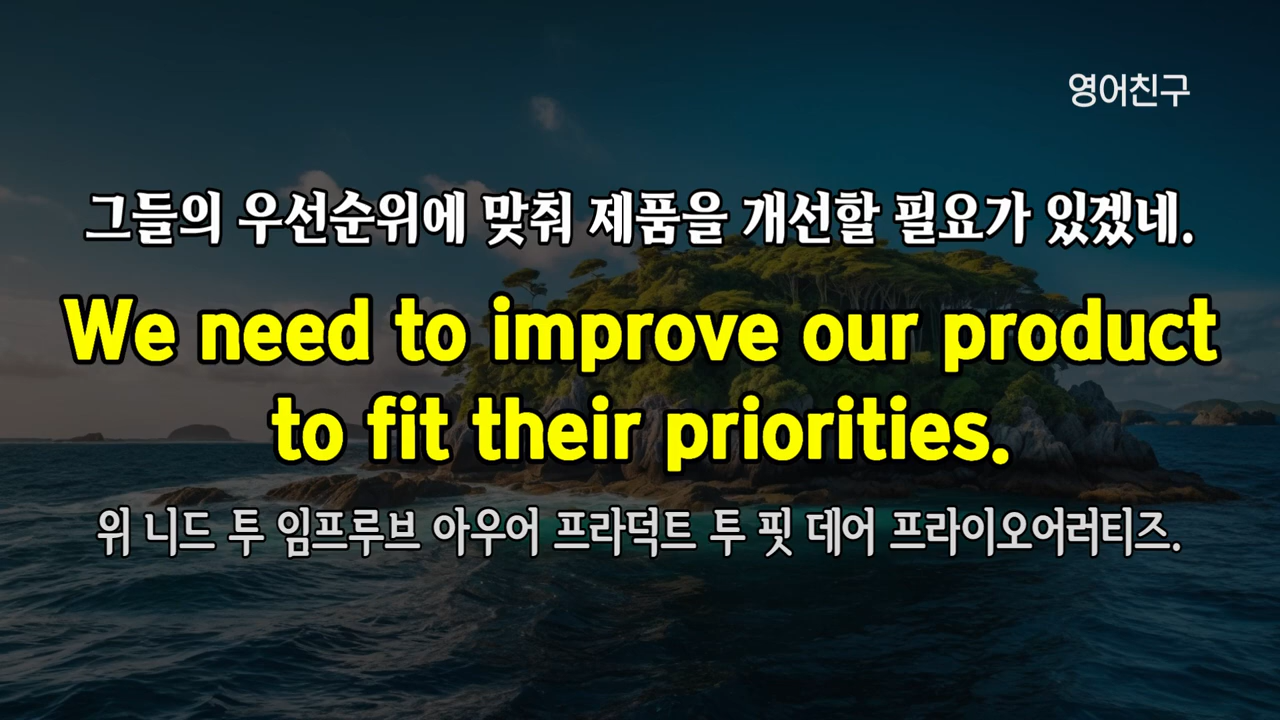 영어친구
그들의 우선순위에 맞춰 제품을 개선할 필요가 있겠네.
We need to improve our product
to fit their priorities.
위 니드 투 임프루브 아우어 프라덕트 투 핏 데어 프라이오어러티즈.